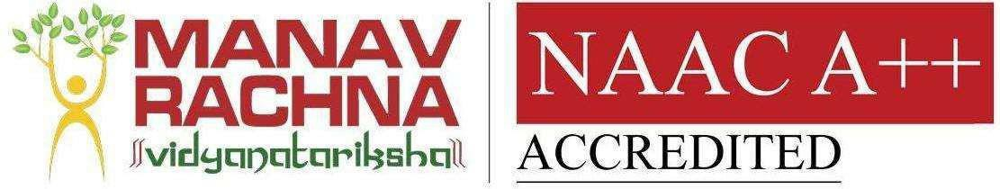 MANAV
RACHNA
॥vidyanatariksha॥
NAAC A++
ACCREDITED